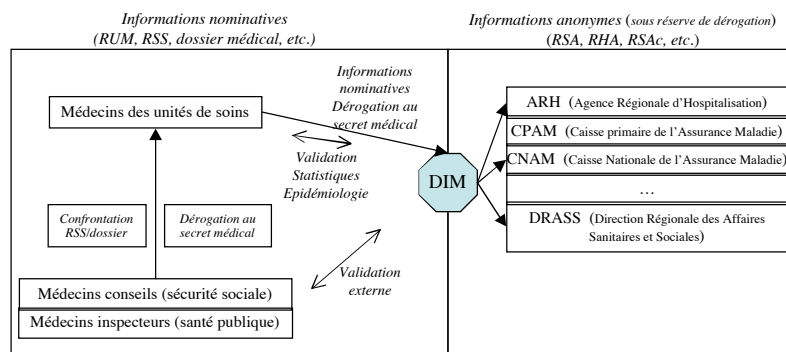 Informations nominatives
(RUM, RSS, dossier médical, etc.)
Informations anonymes (sous réserve de dérogation)
(RSA, RHA, RSAc, etc.)
Médecins des unités de soins
Informations
nominatives
Dérogation au
secret médical
Validation
Statistiques
Epidémiologie
Confrontation
RSS/dossier
Dérogation au
secret médical
Validation
externe
Médecins conseils (sécurité sociale)
Médecins inspecteurs (santé publique)
DIM
ARH (Agence Régionale d’Hospitalisation)
CPAM (Caisse primaire de l’Assurance Maladie)
CNAM (Caisse Nationale de l’Assurance Maladie)
…
DRASS (Direction Régionale des Affaires
Sanitaires et Sociales)